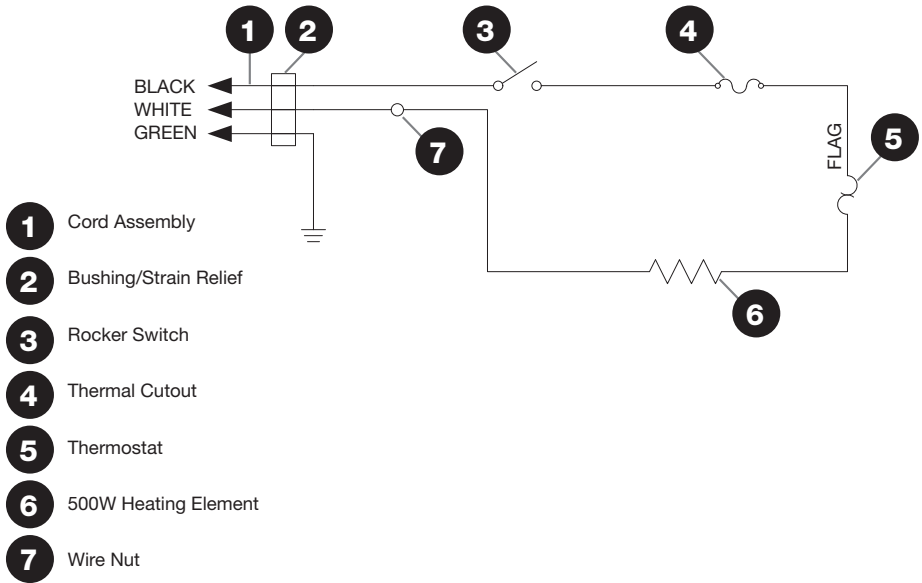 1
2
3
4
BLACK
WHITE
GREEN
7
FLAG
5
6
1 Cord Assembly
2 Bushing/Strain Relief
3 Rocker Switch
4 Thermal Cutout
5 Thermostat
6 500W Heating Element
7 Wire Nut